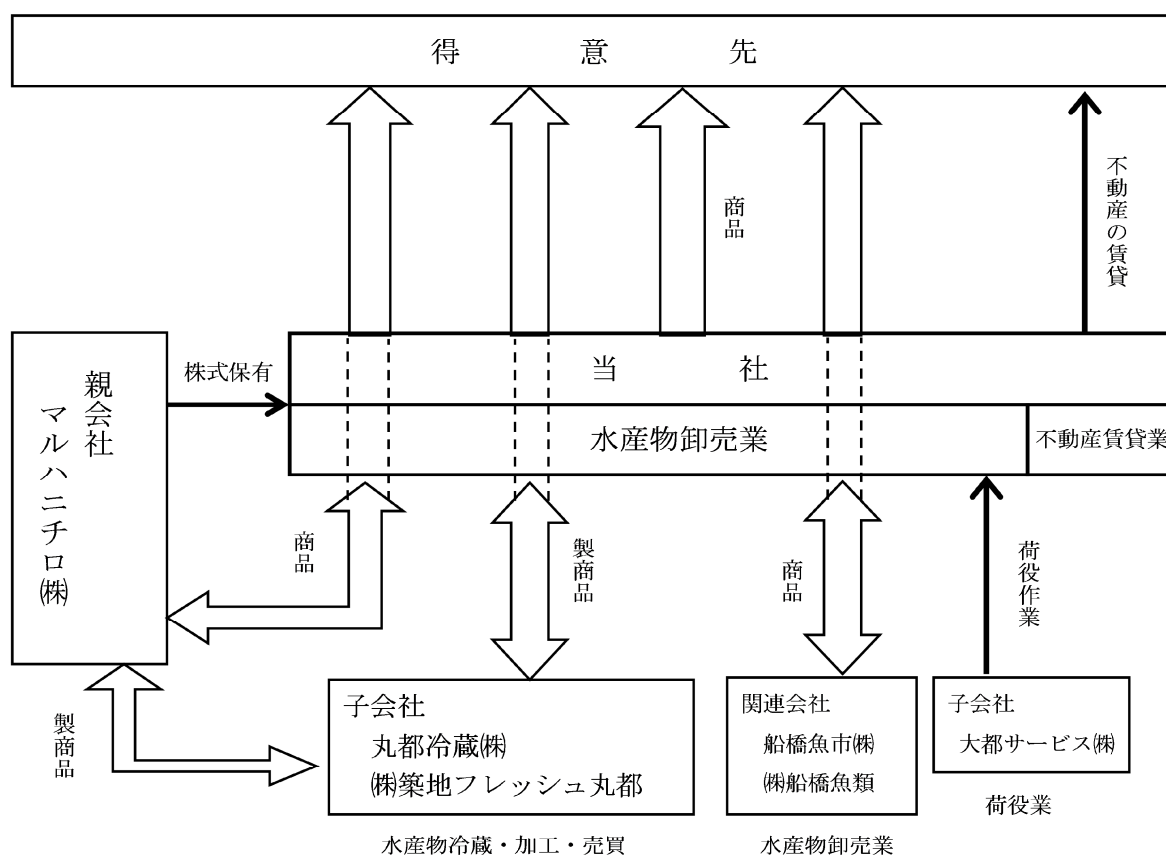 得意先
商品
不動産の賃貸
親会社
マルハニチロ㈱
株式保有
当社
水産物卸売業
不動産賃貸業
商品
製商品
商品
荷役作業
製商品
子会社
丸都冷蔵㈱
㈱築地フレッシュ丸都
水産物冷蔵・加工・売買
関連会社
船橋魚市㈱
㈱船橋魚類
水産物卸売業
子会社
大都サービス㈱
荷役業